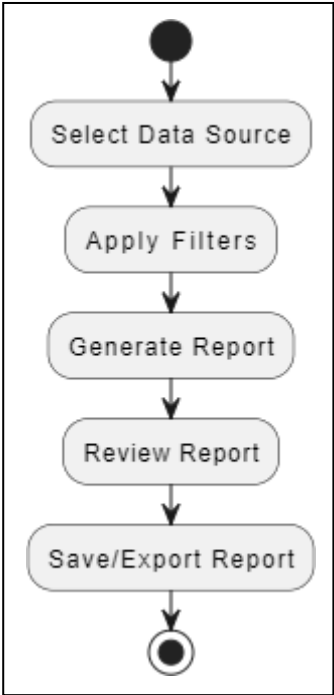 Select Data Source
Apply Filters
Generate Report
Review Report
Save/Export Report